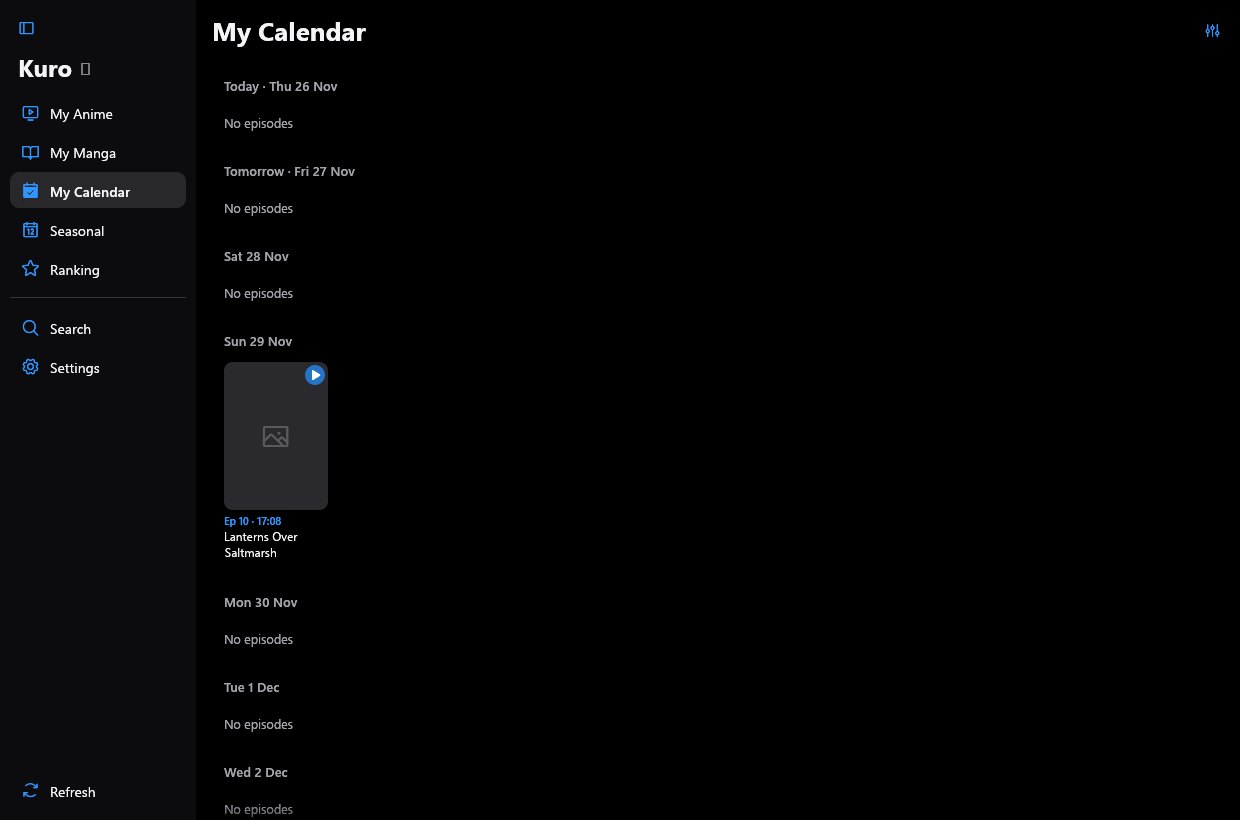 Kuro
My Anime
My Manga
My Calendar
Seasonal
12
Ranking
Search
Settings
Refresh
My Calendar
Today · Thu 26 Nov
No episodes
Tomorrow · Fri 27 Nov
No episodes
Sat 28 Nov
No episodes
Sun 29 Nov
Ep 10 · 17:08
Lanterns Over
Saltmarsh
Mon 30 Nov
No episodes
Tue 1 Dec
No episodes
Wed 2 Dec
No episodes